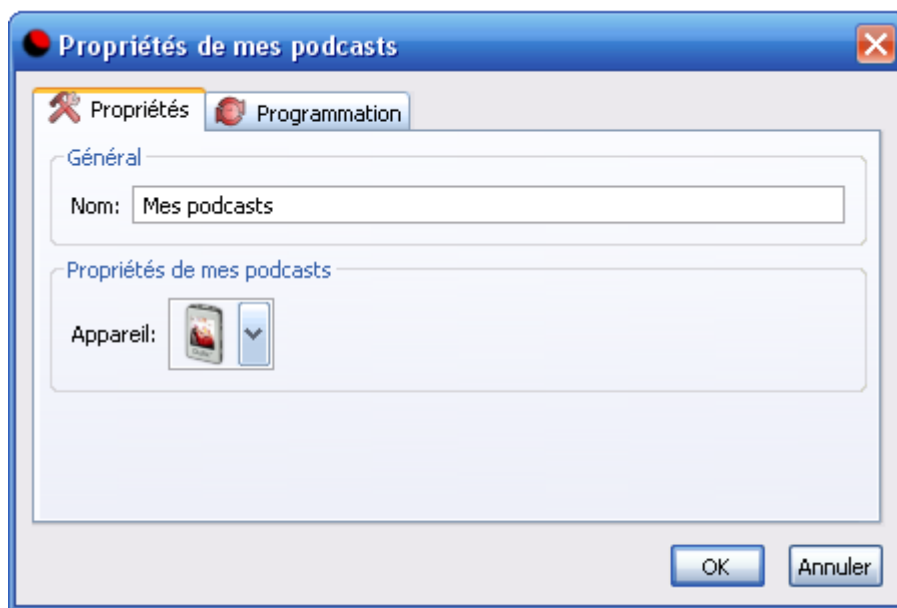 Propriétés de mes podcasts
Propriétés Programmation
Général
Nom: Mes podcasts
Propriétés de mes podcasts
Appareil:
OK Annuler